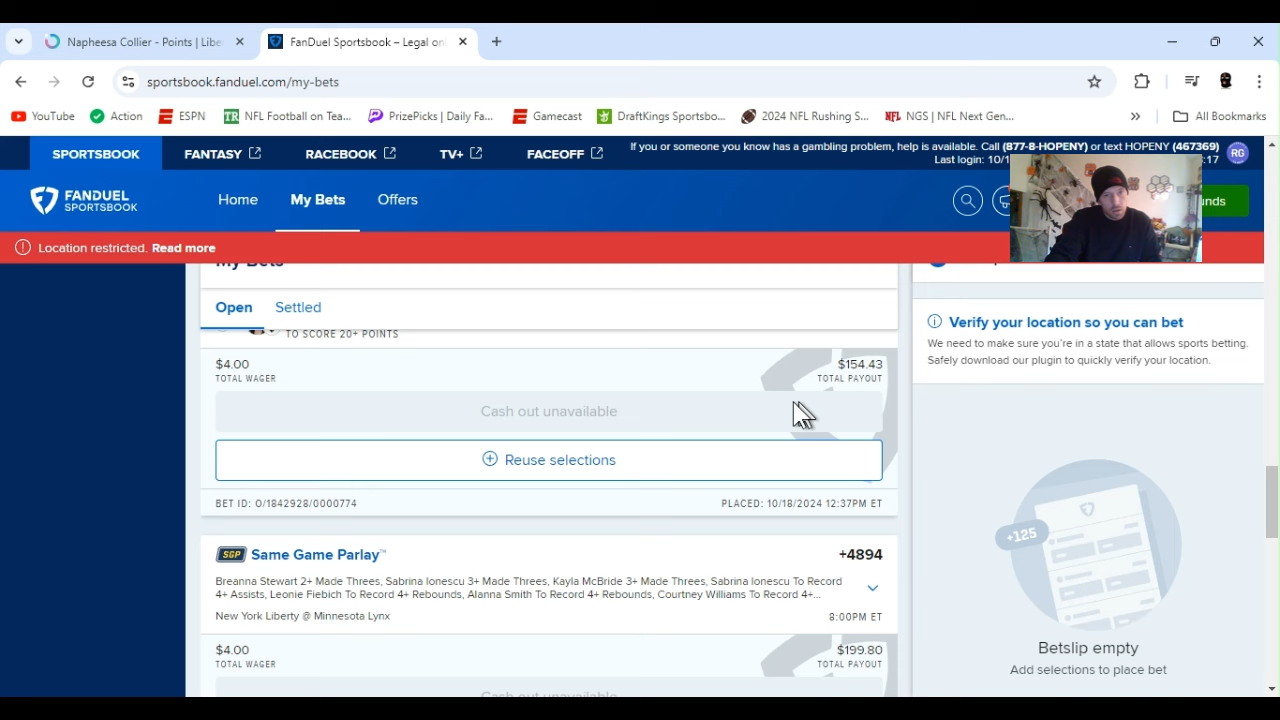 Napheesa Collier - Points | Libe
FanDuel Sportsbook – Legal on
sportsbook.fanduel.com/my-bets
YouTube
Action
ESPN
NFL Football on Tea...
PrizePicks | Daily Fa...
Gamecast
DraftKings Sportsbo...
2024 NFL Rushing S...
NFL NGS | NFL Next Gen...
»
All Bookmarks
SPORTSBOOK
FANTASY
RACEBOOK
TV+
FACEOFF
If you or someone you know has a gambling problem, help is available. Call (877-8-HOPENY) or text HOPENY (467369)
Last login: 10/1
:17
RG
FANDUEL
SPORTSBOOK
Home
My Bets
Offers
nds
Location restricted. Read more
My Bets
Open
Settled
TO SCORE 20+ POINTS
$4.00
TOTAL WAGER
$154.43
TOTAL PAYOUT
Cash out unavailable
Reuse selections
BET ID: O/1842928/0000774
PLACED: 10/18/2024 12:37PM ET
SGP Same Game Parlay™
+4894
Breanna Stewart 2+ Made Threes, Sabrina Ionescu 3+ Made Threes, Kayla McBride 3+ Made Threes, Sabrina Ionescu To Record
4+ Assists, Leonie Fiebich To Record 4+ Rebounds, Alanna Smith To Record 4+ Rebounds, Courtney Williams To Record 4+...
New York Liberty @ Minnesota Lynx
8:00PM ET
$4.00
TOTAL WAGER
$199.80
TOTAL PAYOUT
Cash out unavailable
Verify your location so you can bet
We need to make sure you're in a state that allows sports betting.
Safely download our plugin to quickly verify your location.
+125
Betslip empty
Add selections to place bet